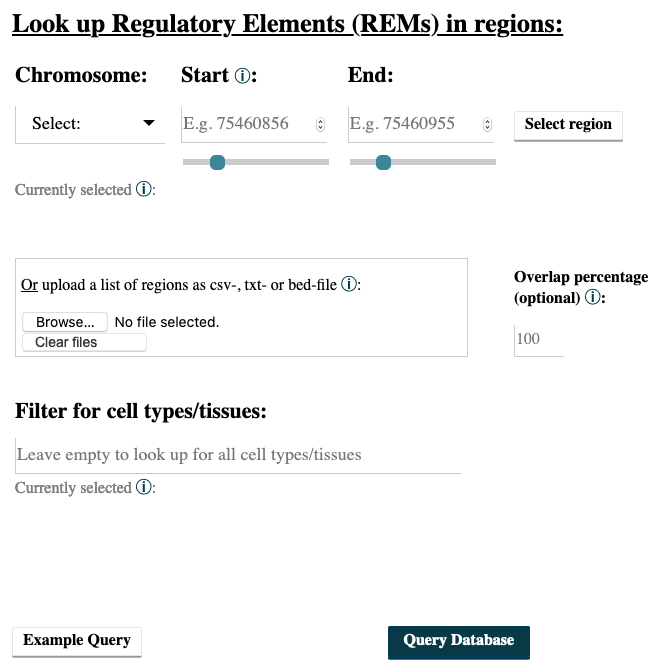 Look up Regulatory Elements (REMs) in regions:
Chromosome: Start ⓘ: End:
Select: E.g. 75460856 E.g. 75460955 Select region
Currently selected ⓘ:
Or upload a list of regions as csv-, txt- or bed-file ⓘ:
Browse... No file selected.
Clear files
Overlap percentage
(optional) ⓘ:
100
Filter for cell types/tissues:
Leave empty to look up for all cell types/tissues
Currently selected ⓘ:
Example Query Query Database